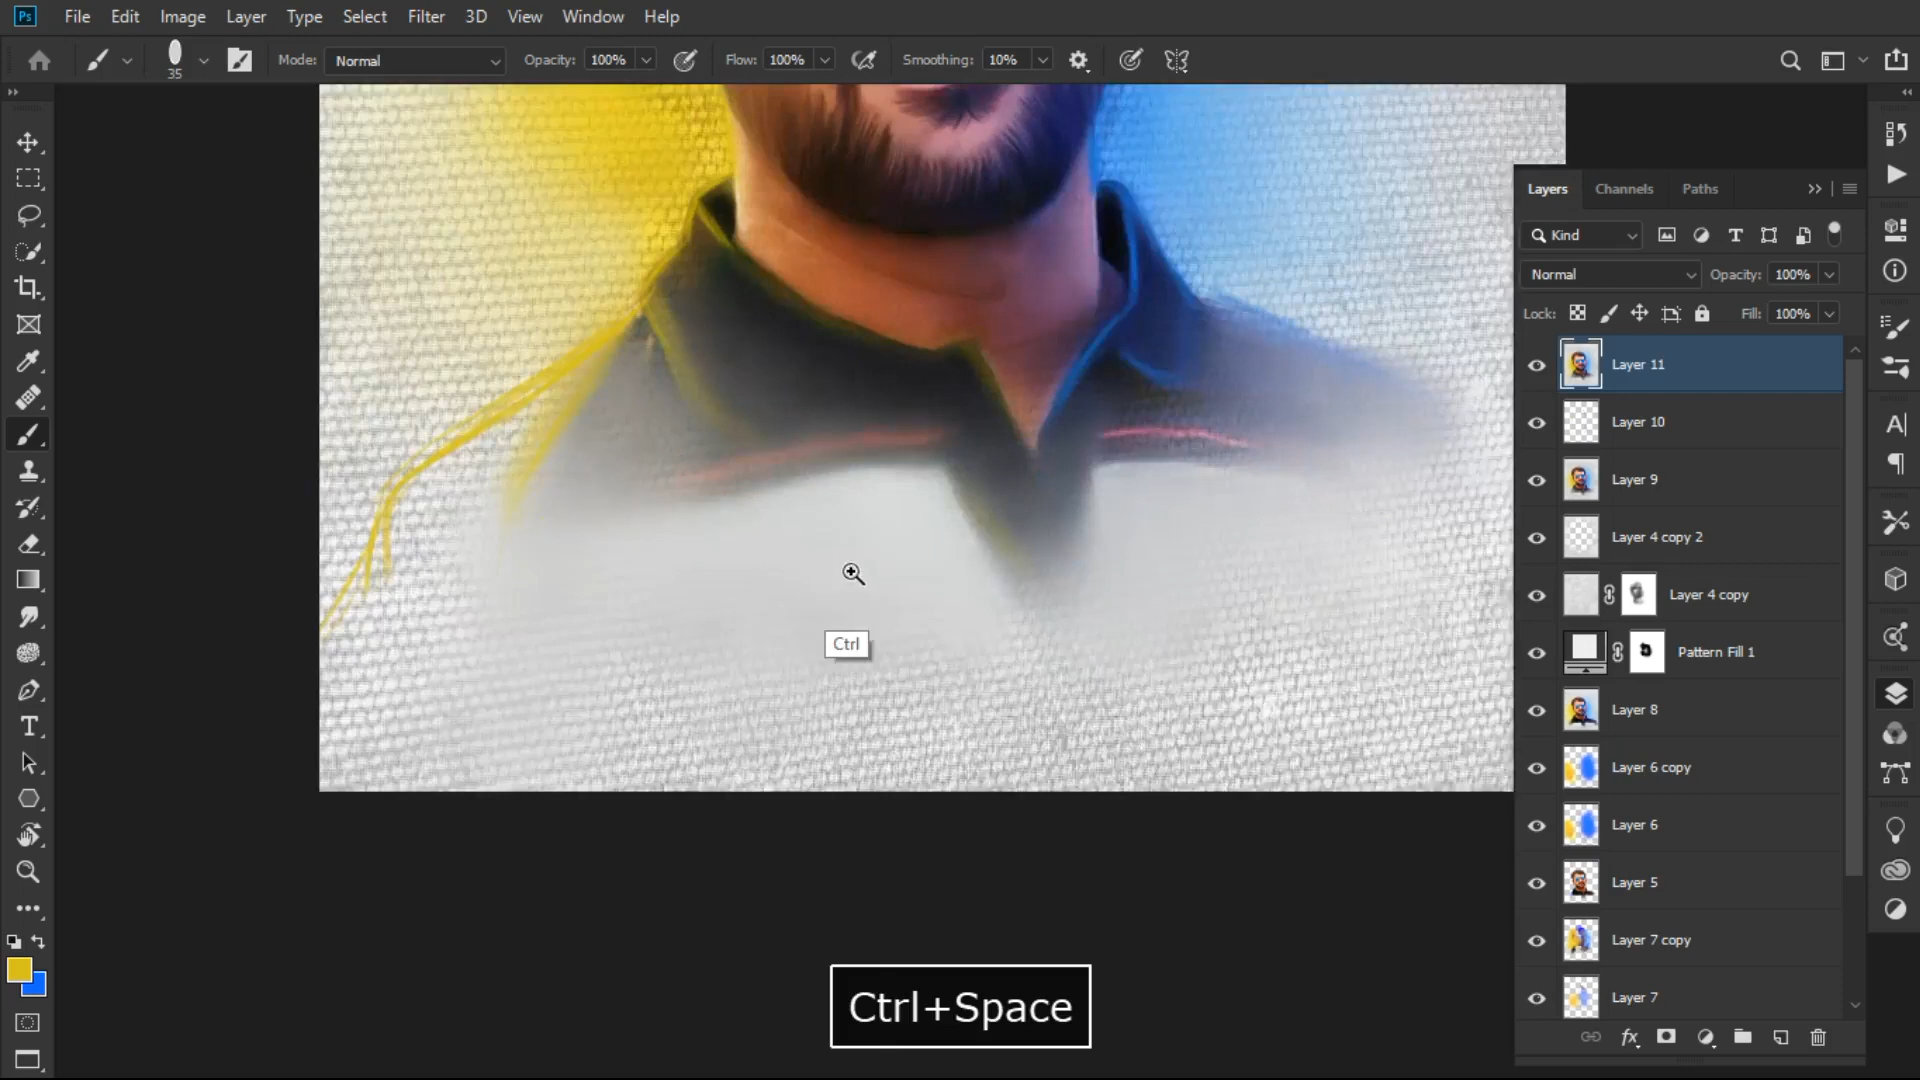 Ps File Edit Image Layer Type Select Filter 3D View Window Help
35 Mode: Normal Opacity: 100% Flow: 100% Smoothing: 10%
Layers Channels Paths
Kind
Normal Opacity: 100%
Lock: Fill: 100%
Layer 11
Layer 10
Layer 9
Layer 4 copy 2
Layer 4 copy
Pattern Fill 1
Layer 8
Layer 6 copy
Layer 6
Layer 5
Layer 7 copy
Layer 7
fx
Ctrl
Ctrl+Space